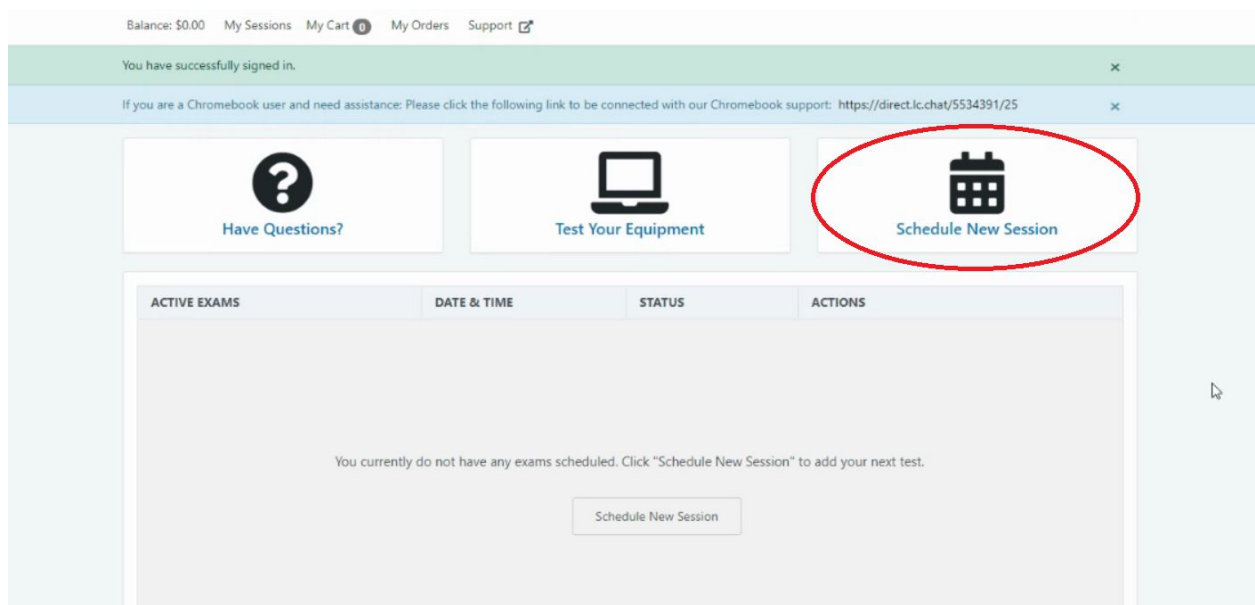 Balance: $0.00 My Sessions My Cart 0 My Orders Support
You have successfully signed in. ×
If you are a Chromebook user and need assistance: Please click the following link to be connected with our Chromebook support: https://direct.lc.chat/5534391/25 ×
Have Questions? Test Your Equipment Schedule New Session
ACTIVE EXAMS DATE & TIME STATUS ACTIONS
You currently do not have any exams scheduled. Click "Schedule New Session" to add your next test.
Schedule New Session